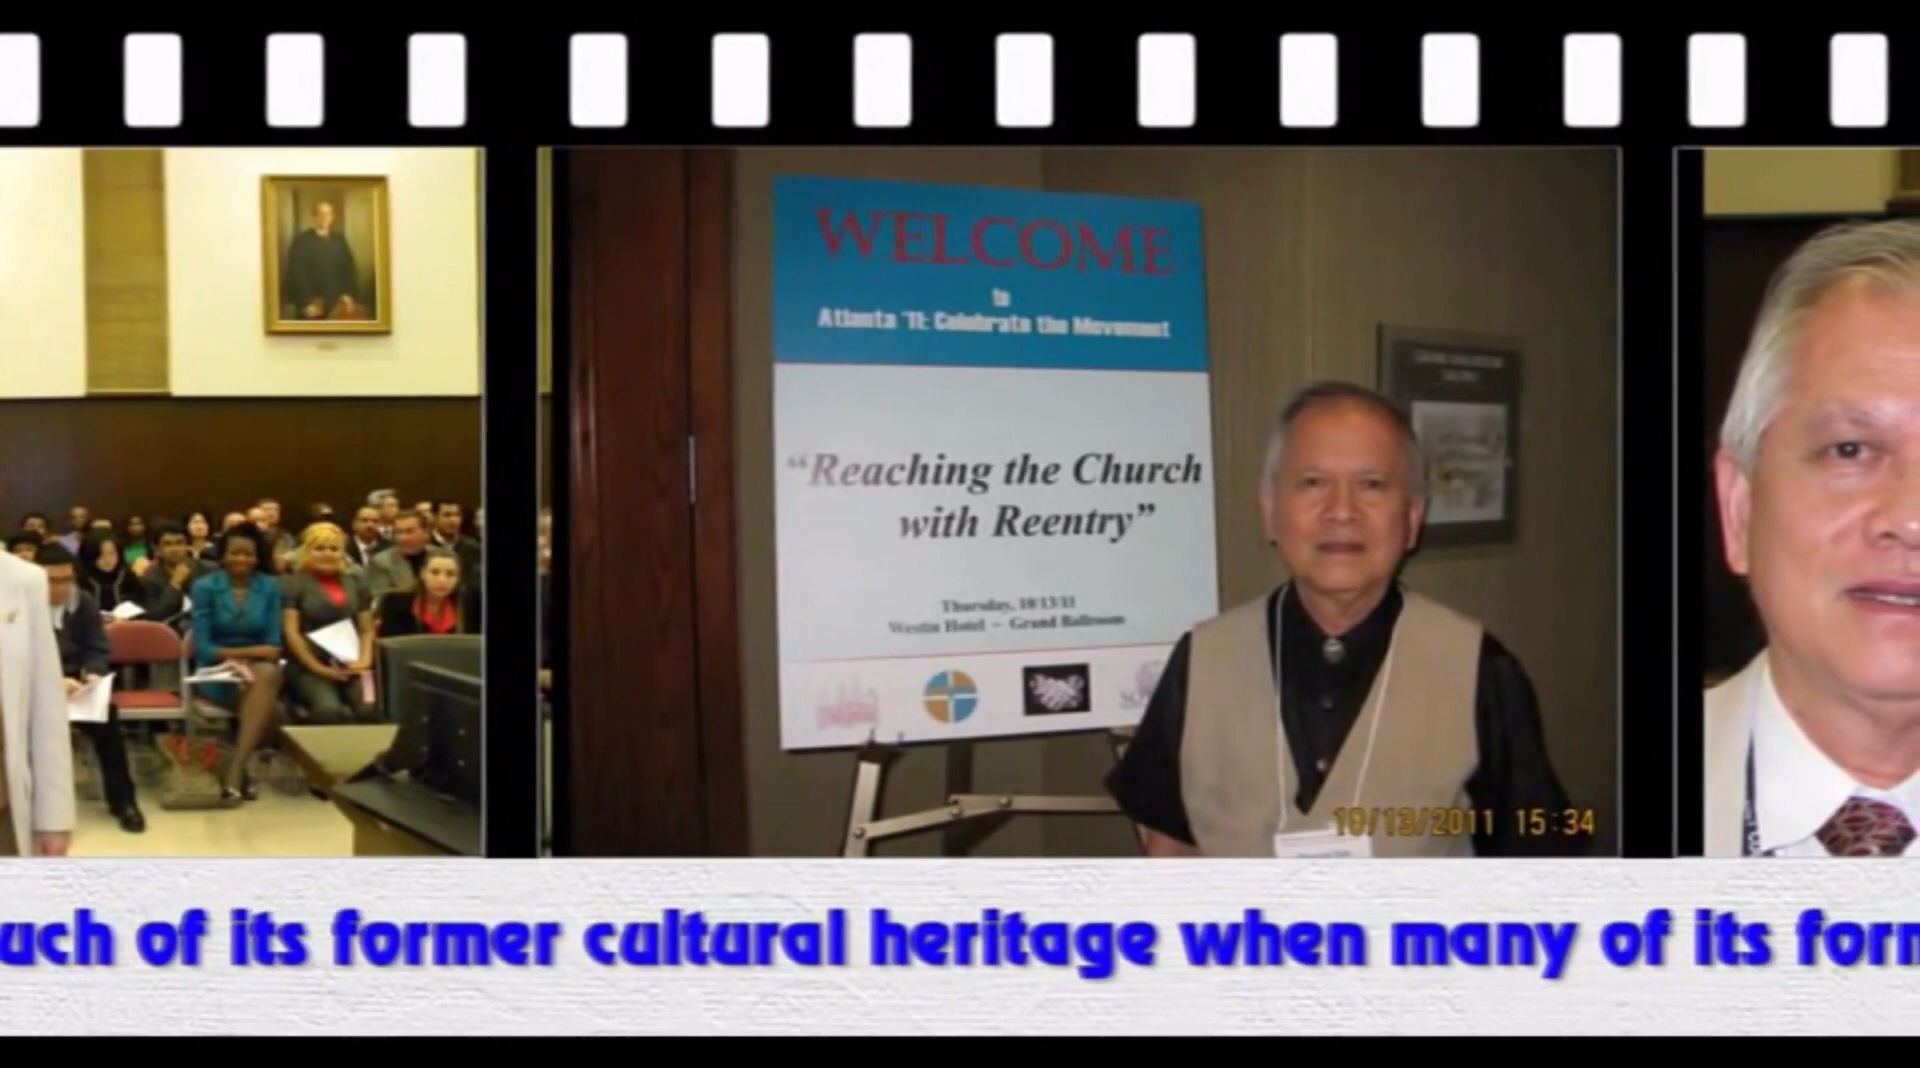 WELCOME
to
Atlanta '11: Celebrate the Movement
"Reaching the Church
with Reentry"
Thursday, 10/13/11
Westin Hotel ~ Grand Ballroom
10/13/2011 15:34
uch of its former cultural heritage when many of its form